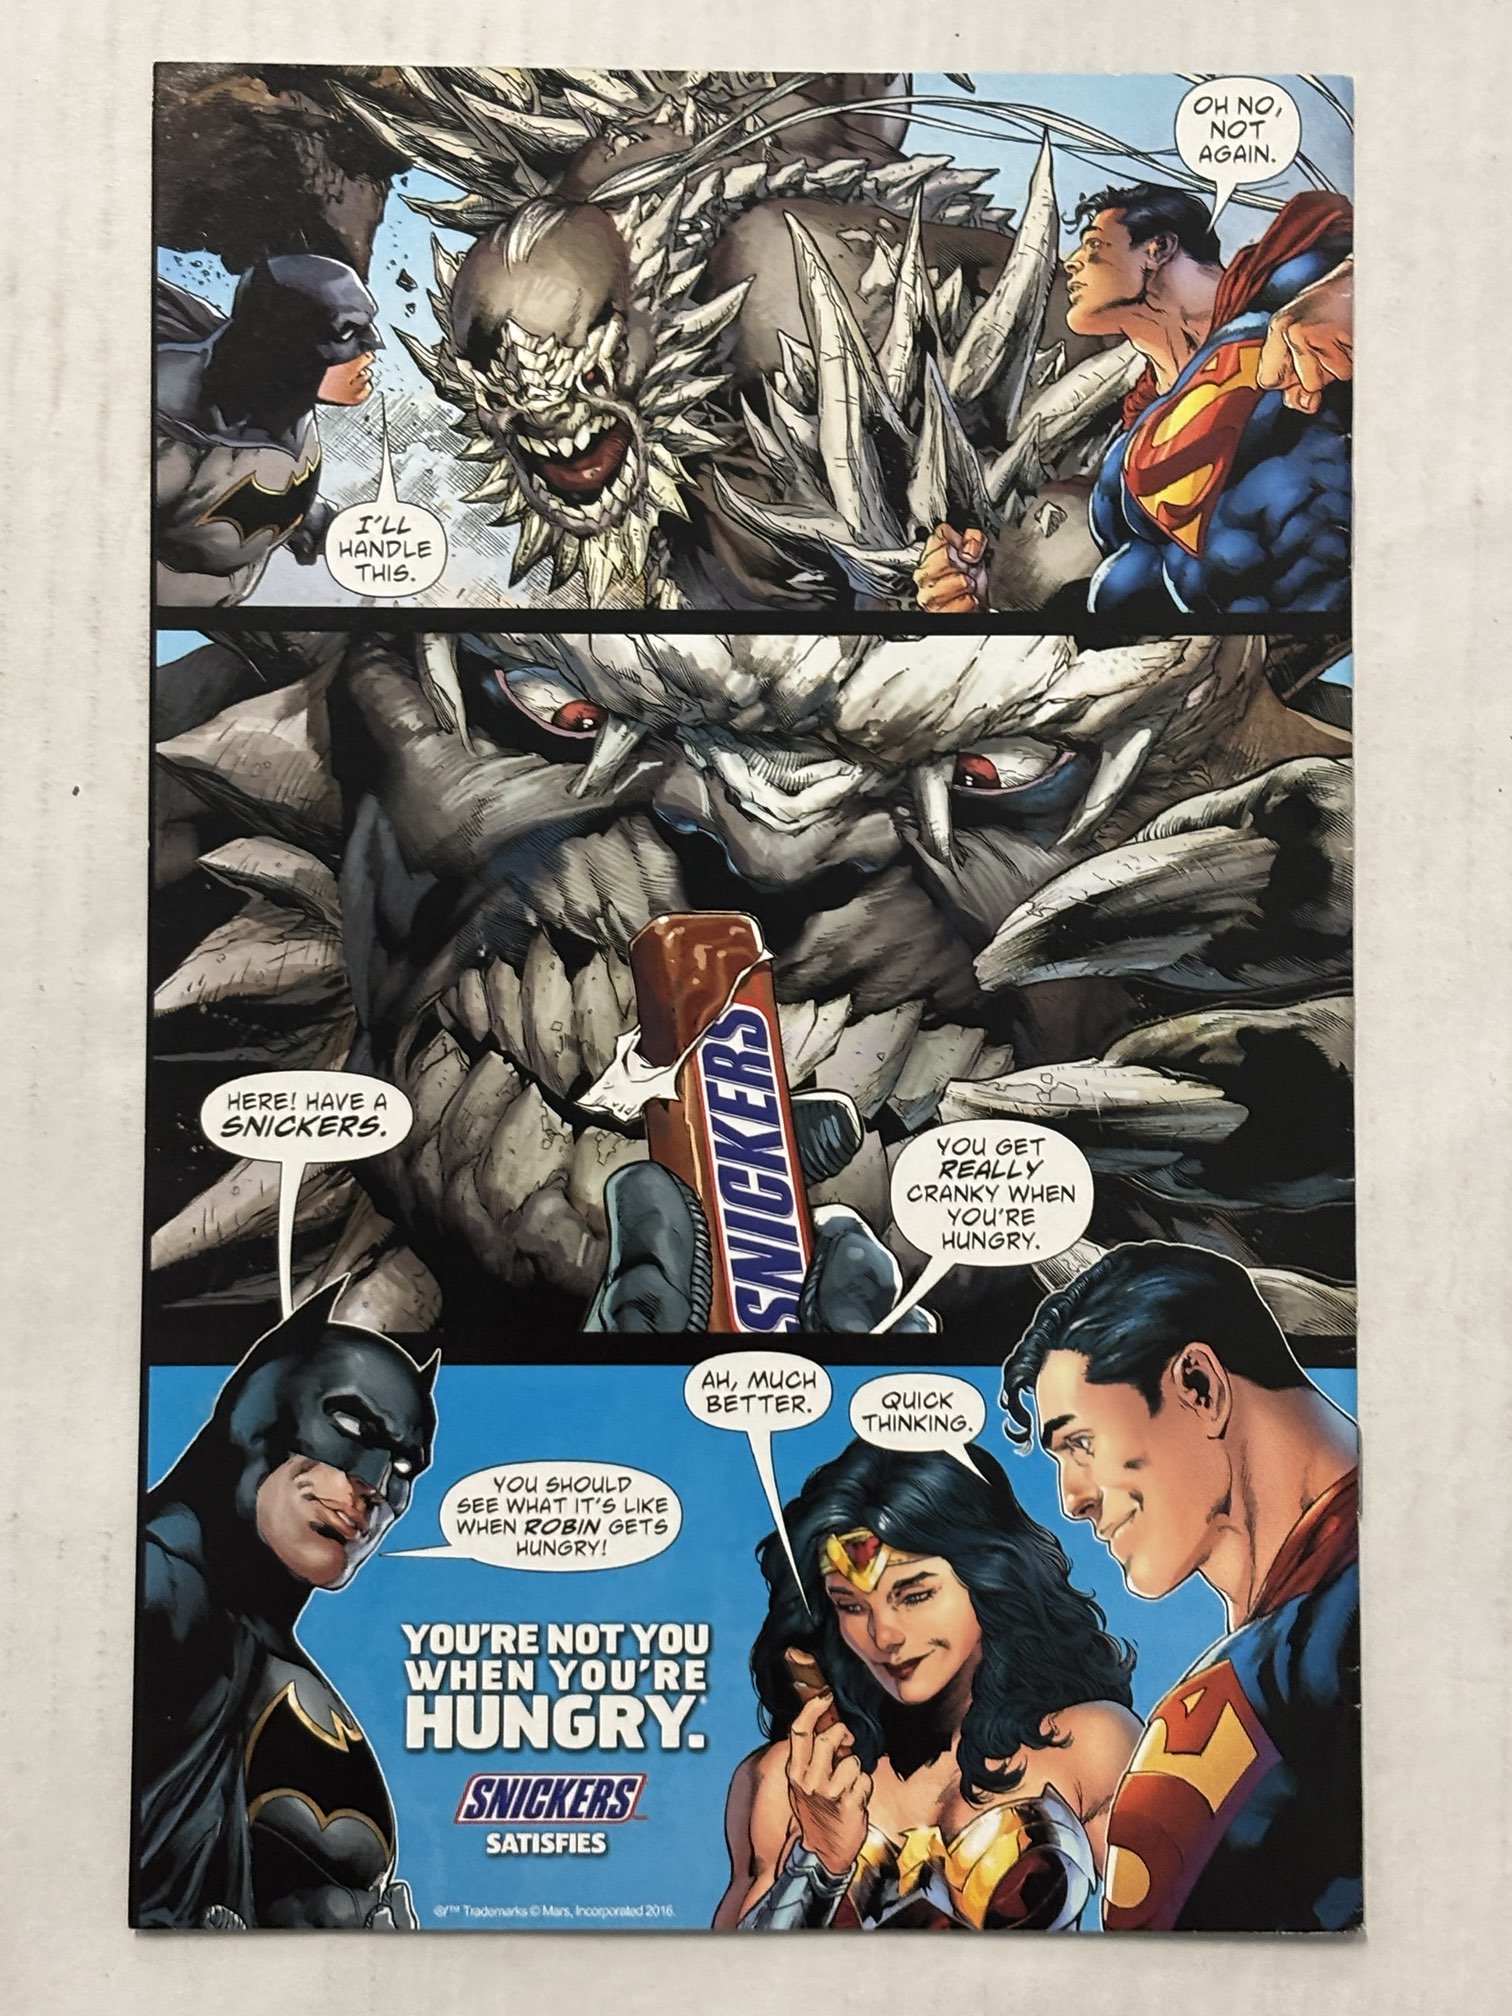 OH NO,
NOT
AGAIN.
I'LL
HANDLE
THIS.
HERE! HAVE A
SNICKERS.
SNICKERS
YOU GET
REALLY
CRANKY WHEN
YOU'RE
HUNGRY.
AH, MUCH
BETTER.
QUICK
THINKING.
YOU SHOULD
SEE WHAT IT'S LIKE
WHEN ROBIN GETS
HUNGRY!
YOU'RE NOT YOU
WHEN YOU'RE
HUNGRY.®
SNICKERS
SATISFIES
®/™ Trademarks © Mars, Incorporated 2016.